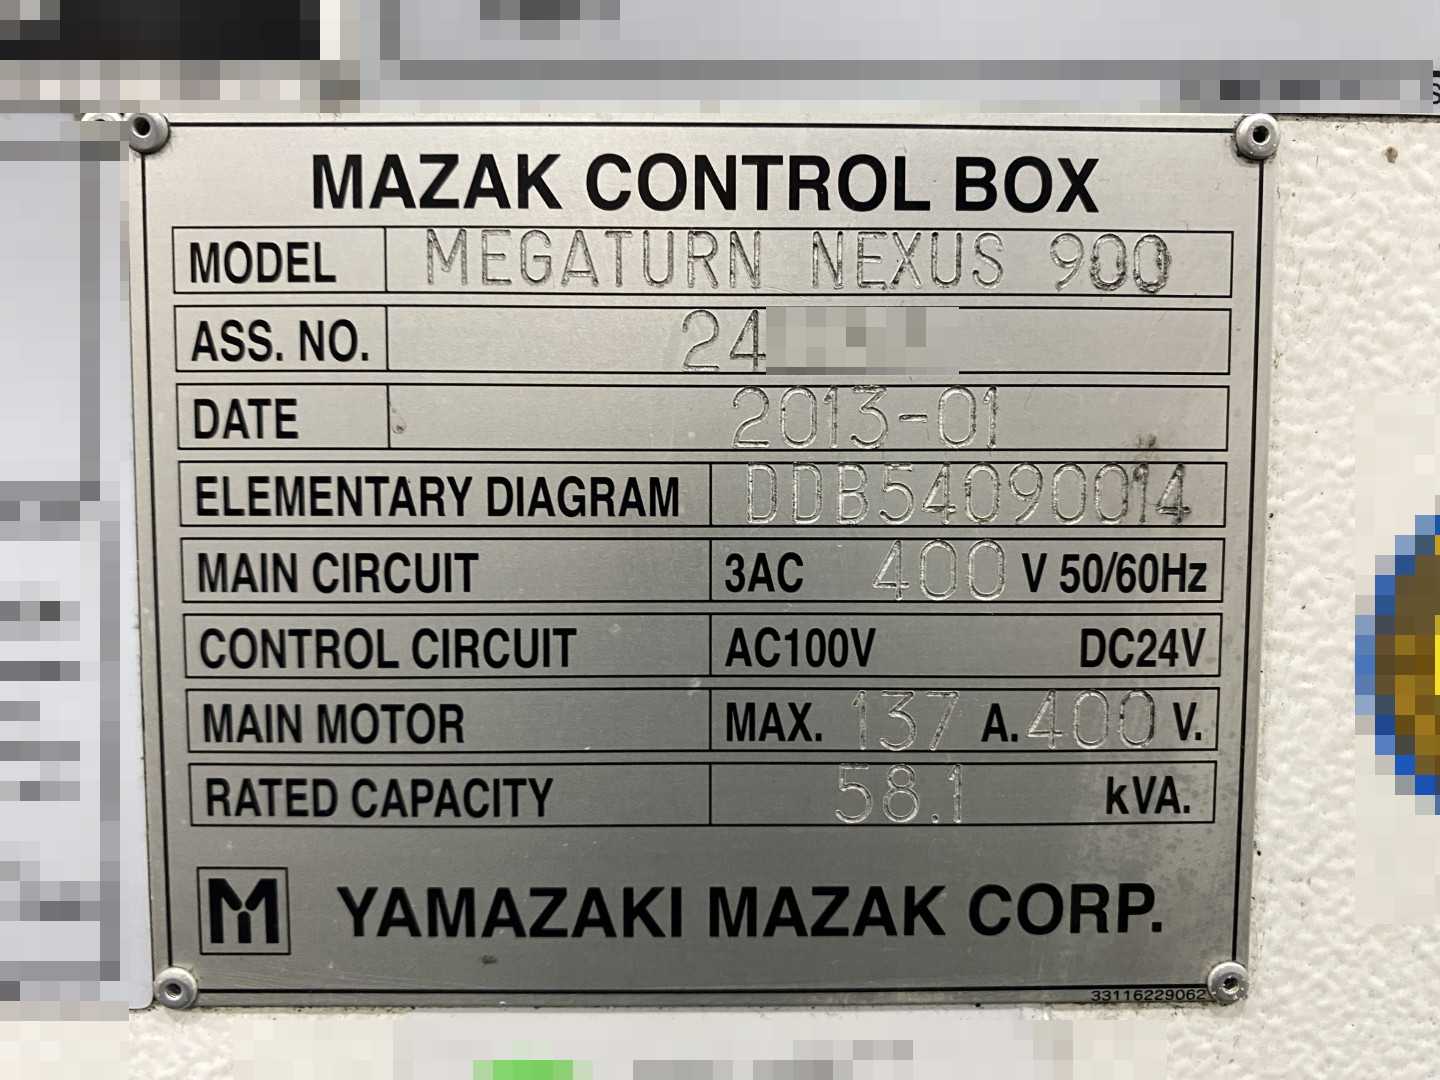 MAZAK CONTROL BOX
MODEL MEGATURN NEXUS 900
ASS. NO. 24
DATE 2013-01
ELEMENTARY DIAGRAM DDB54090014
MAIN CIRCUIT 3AC 400 V 50/60Hz
CONTROL CIRCUIT AC100V DC24V
MAIN MOTOR MAX. 137 A. 400 V.
RATED CAPACITY 58.1 kVA.
YAMAZAKI MAZAK CORP.
33116229062